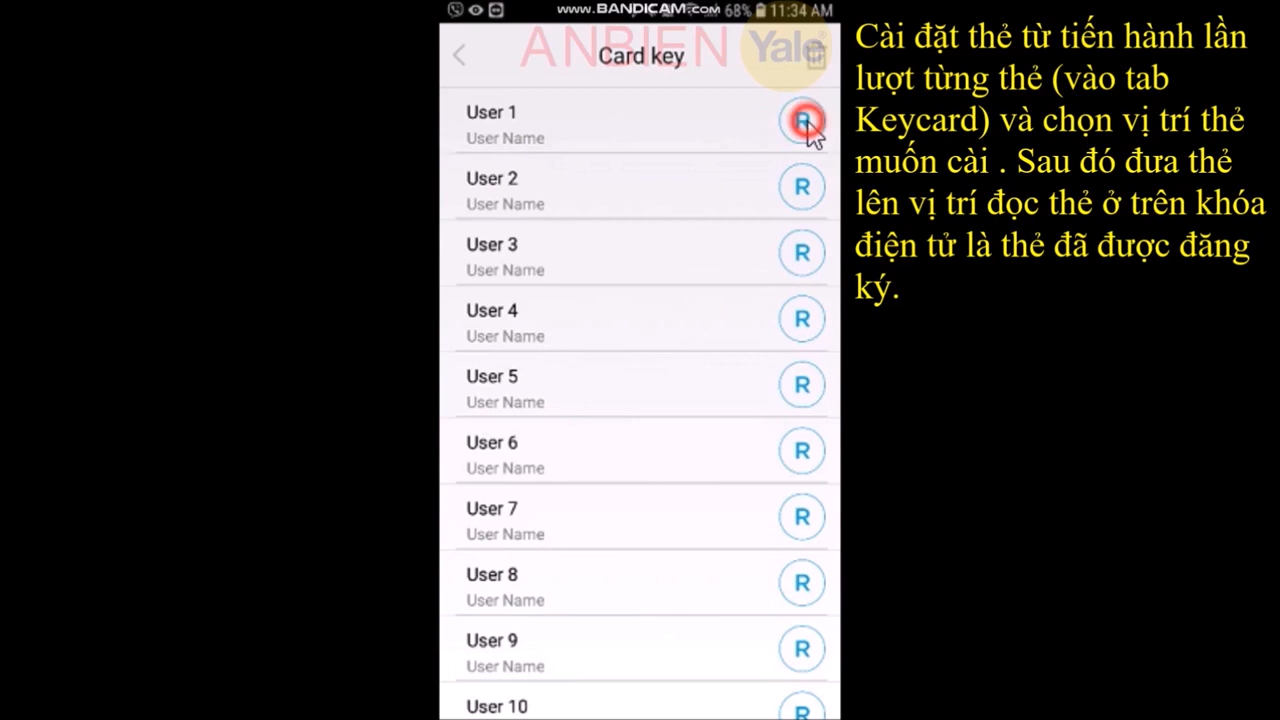 www.BANDICAM.com
68% 11:34 AM
ANBIEN Yale
Card key
User 1
User Name
R
User 2
User Name
R
User 3
User Name
R
User 4
User Name
R
User 5
User Name
R
User 6
User Name
R
User 7
User Name
R
User 8
User Name
R
User 9
User Name
R
User 10
R
Cài đặt thẻ từ tiến hành lần
lượt từng thẻ (vào tab
Keycard) và chọn vị trí thẻ
muốn cài . Sau đó đưa thẻ
lên vị trí đọc thẻ ở trên khóa
điện tử là thẻ đã được đăng
ký.